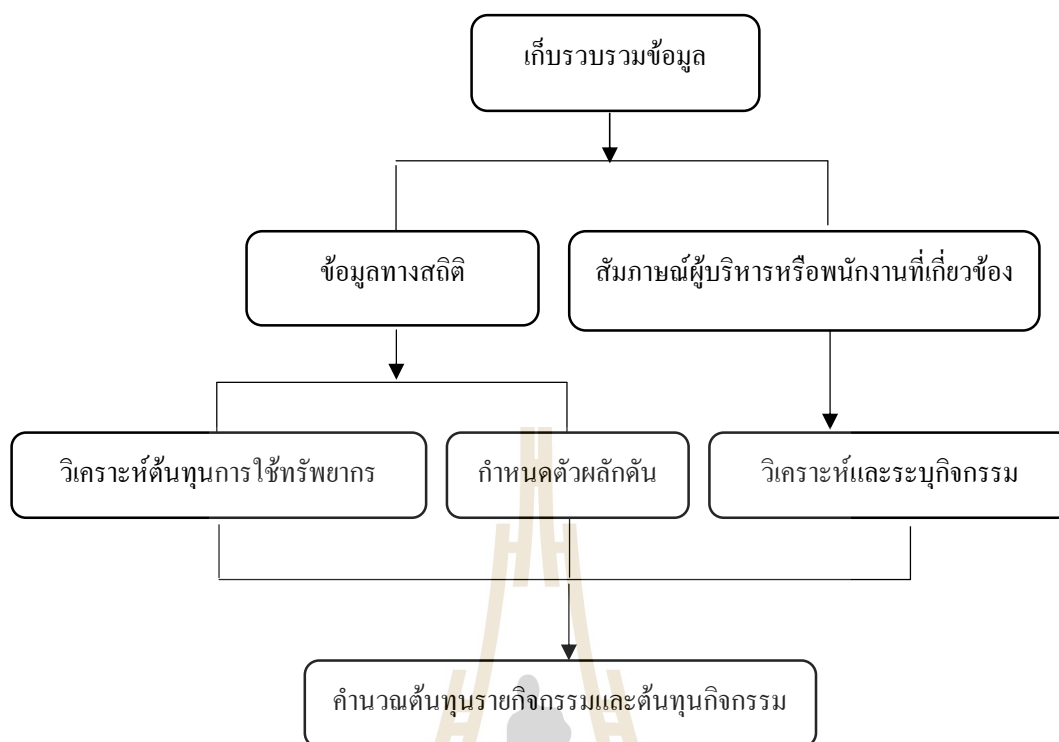 เก็บรวบรวมข้อมูล
ข้อมูลทางสถิติ
สัมภาษณ์ผู้บริหารหรือพนักงานที่เกี่ยวข้อง
วิเคราะห์ต้นทุนการใช้ทรัพยากร
กำหนดตัวผลักดัน
วิเคราะห์และระบุกิจกรรม
คำนวณต้นทุนรายกิจกรรมและต้นทุนกิจกรรม